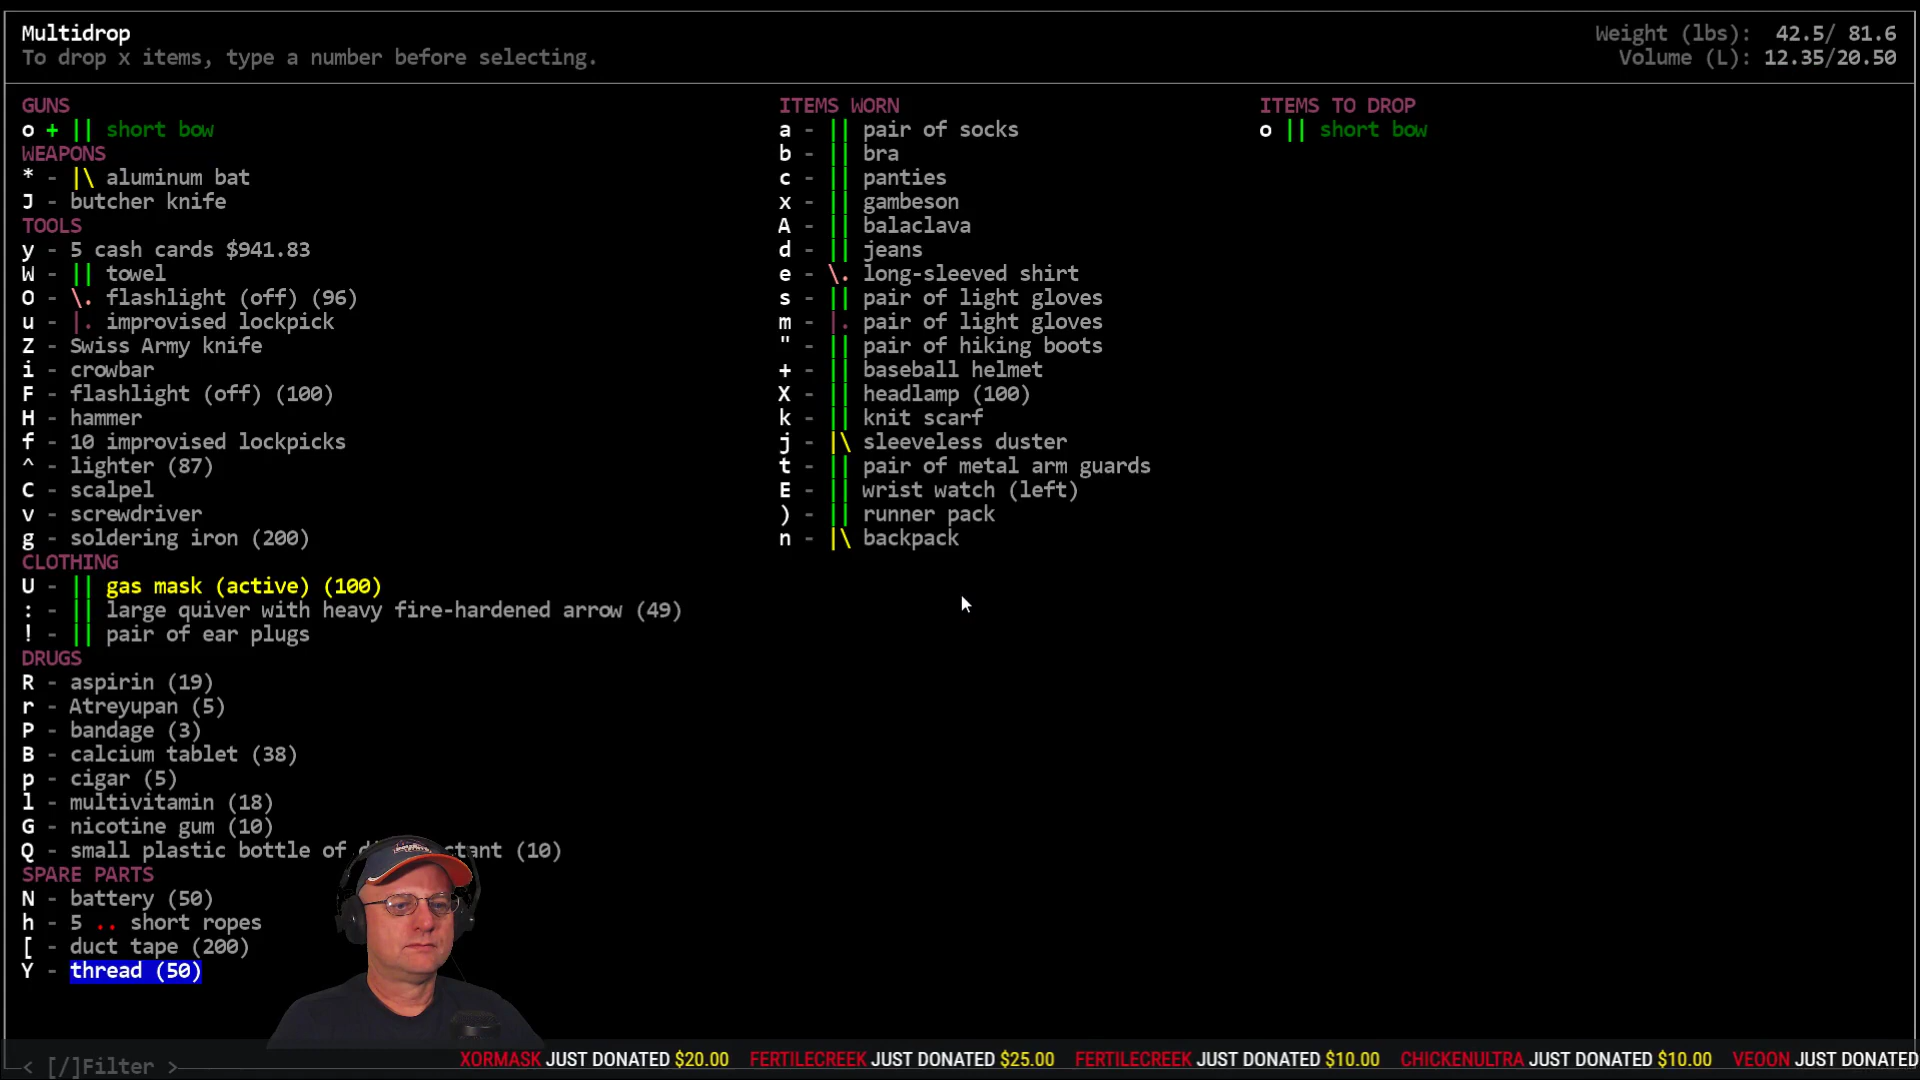 Multidrop
To drop x items, type a number before selecting.
Weight (lbs): 42.5/ 81.6
Volume (L): 12.35/20.50
GUNS
o + || short bow
WEAPONS
* - |\ aluminum bat
J - butcher knife
TOOLS
y - 5 cash cards $941.83
W - || towel
O - \. flashlight (off) (96)
u - |. improvised lockpick
Z - Swiss Army knife
i - crowbar
F - flashlight (off) (100)
H - hammer
f - 10 improvised lockpicks
^ - lighter (87)
C - scalpel
v - screwdriver
g - soldering iron (200)
CLOTHING
U - || gas mask (active) (100)
: - || large quiver with heavy fire-hardened arrow (49)
! - || pair of ear plugs
DRUGS
R - aspirin (19)
r - Atreyupan (5)
P - bandage (3)
B - calcium tablet (38)
p - cigar (5)
l - multivitamin (18)
G - nicotine gum (10)
Q - small plastic bottle of (10)
SPARE PARTS
N - battery (50)
h - 5 .. short ropes
[ - duct tape (200)
Y - thread (50)
ITEMS WORN
a - || pair of socks
b - || bra
c - || panties
x - || gambeson
A - || balaclava
d - || jeans
e - \. long-sleeved shirt
s - || pair of light gloves
m - |. pair of light gloves
" - || pair of hiking boots
+ - || baseball helmet
X - || headlamp (100)
k - || knit scarf
j - |\ sleeveless duster
t - || pair of metal arm guards
E - || wrist watch (left)
) - || runner pack
n - |\ backpack
ITEMS TO DROP
o || short bow
< [/]Filter >
XORMASK JUST DONATED $20.00 FERTILECREEK JUST DONATED $25.00 FERTILECREEK JUST DONATED $10.00 CHICKENULTRA JUST DONATED $10.00 VEOON JUST DONATED